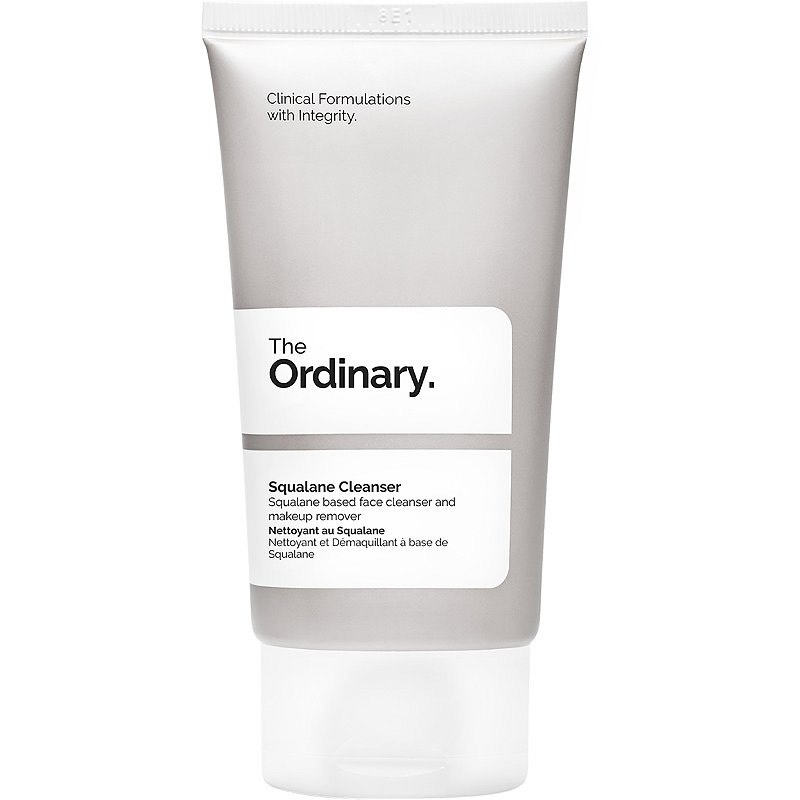 Clinical Formulations
with Integrity.
The
Ordinary.
Squalane Cleanser
Squalane based face cleanser and
makeup remover
Nettoyant au Squalane
Nettoyant et Démaquillant à base de
Squalane